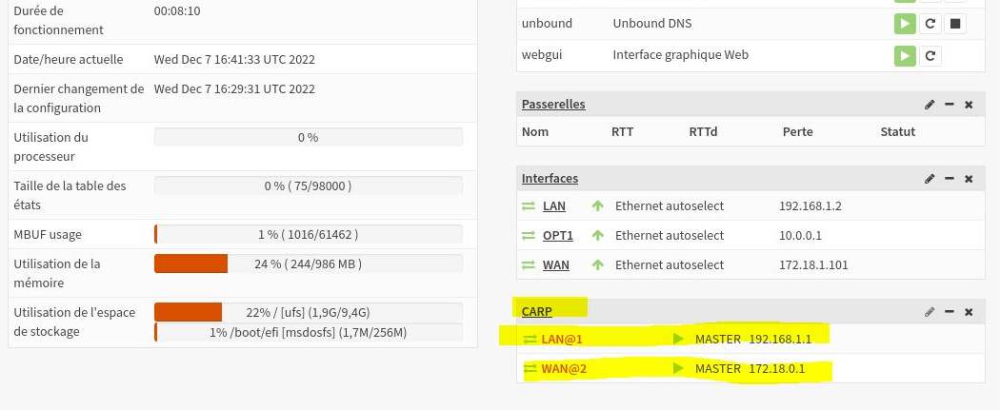 Durée de
fonctionnement
00:08:10
Date/heure actuelle
Wed Dec 7 16:41:33 UTC 2022
Dernier changement de
la configuration
Wed Dec 7 16:29:31 UTC 2022
Utilisation du
processeur
0 %
Taille de la table des
états
0 % ( 75/98000 )
MBUF usage
1 % ( 1016/61462 )
Utilisation de la
mémoire
24 % ( 244/986 MB )
Utilisation de l'espace
de stockage
22% / [ufs] (1,9G/9,4G)
1% /boot/efi [msdosfs] (1,7M/256M)
unbound Unbound DNS
webgui Interface graphique Web
Passerelles
Nom RTT RTTd Perte Statut
Interfaces
LAN Ethernet autoselect 192.168.1.2
OPT1 Ethernet autoselect 10.0.0.1
WAN Ethernet autoselect 172.18.1.101
CARP
LAN@1 MASTER 192.168.1.1
WAN@2 MASTER 172.18.0.1